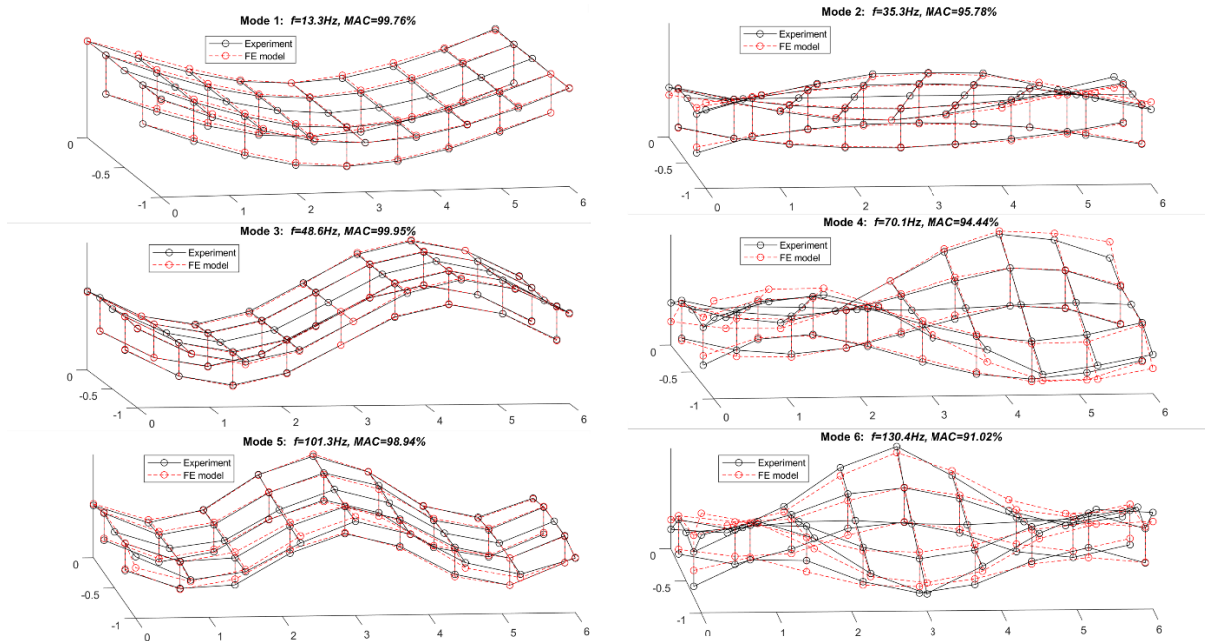 Mode 1: f=13.3Hz, MAC=99.76%
Experiment
FE model
0
-0.5
-1
0 1 2 3 4 5 6
Mode 2: f=35.3Hz, MAC=95.78%
Experiment
FE model
0
-0.5
-1
0 1 2 3 4 5 6
Mode 3: f=48.6Hz, MAC=99.95%
Experiment
FE model
0
-0.5
-1
0 1 2 3 4 5 6
Mode 4: f=70.1Hz, MAC=94.44%
Experiment
FE model
0
-0.5
-1
0 1 2 3 4 5 6
Mode 5: f=101.3Hz, MAC=98.94%
Experiment
FE model
0
-0.5
-1
0 1 2 3 4 5 6
Mode 6: f=130.4Hz, MAC=91.02%
Experiment
FE model
0
-0.5
-1
0 1 2 3 4 5 6